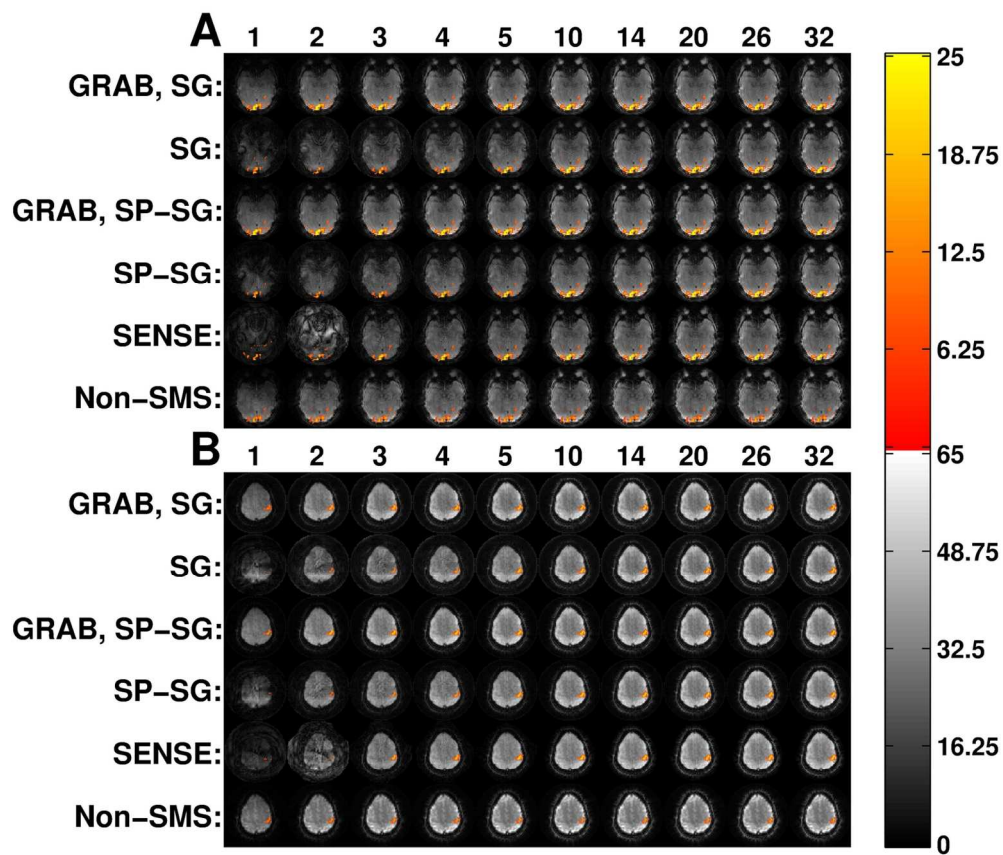 A 1 2 3 4 5 10 14 20 26 32
GRAB, SG:
SG:
GRAB, SP-SG:
SP-SG:
SENSE:
Non-SMS:
B 1 2 3 4 5 10 14 20 26 32
GRAB, SG:
SG:
GRAB, SP-SG:
SP-SG:
SENSE:
Non-SMS:
25
18.75
12.5
6.25
65
48.75
32.5
16.25
0